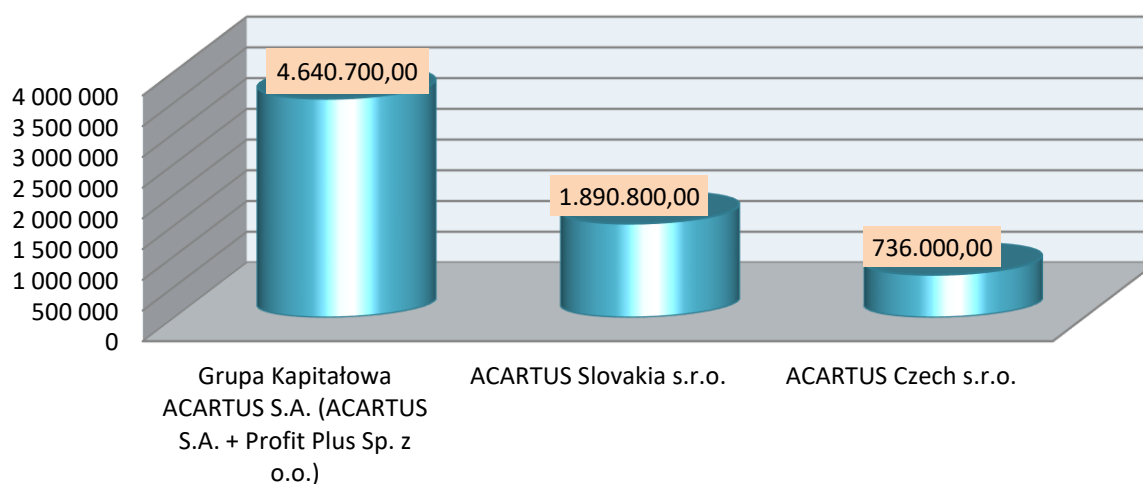 4.640.700,00
1.890.800,00
736.000,00
4 000 000
3 500 000
3 000 000
2 500 000
2 000 000
1 500 000
1 000 000
500 000
0
Grupa Kapitałowa
ACARTUS S.A. (ACARTUS
S.A. + Profit Plus Sp. z
o.o.)
ACARTUS Slovakia s.r.o.
ACARTUS Czech s.r.o.